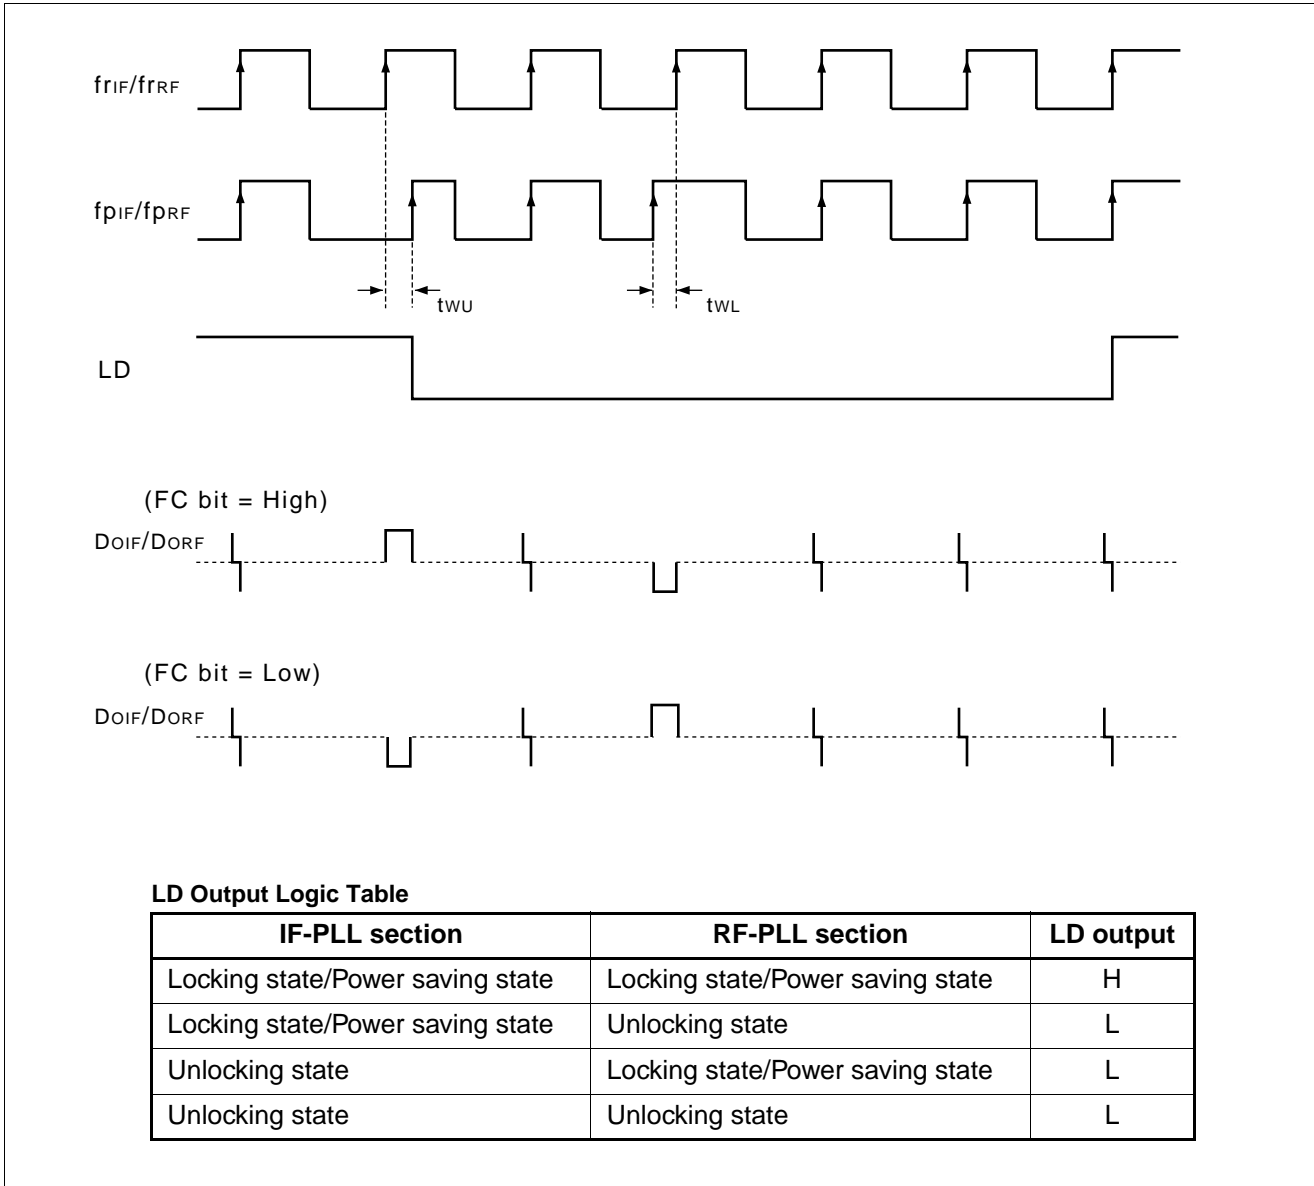 frIF/frRF
fpIF/fpRF
tWU
tWL
LD
(FC bit = High)
DOIF/DORF
(FC bit = Low)
DOIF/DORF
LD Output Logic Table
IF-PLL section RF-PLL section LD output
Locking state/Power saving state Locking state/Power saving state H
Locking state/Power saving state Unlocking state L
Unlocking state Locking state/Power saving state L
Unlocking state Unlocking state L